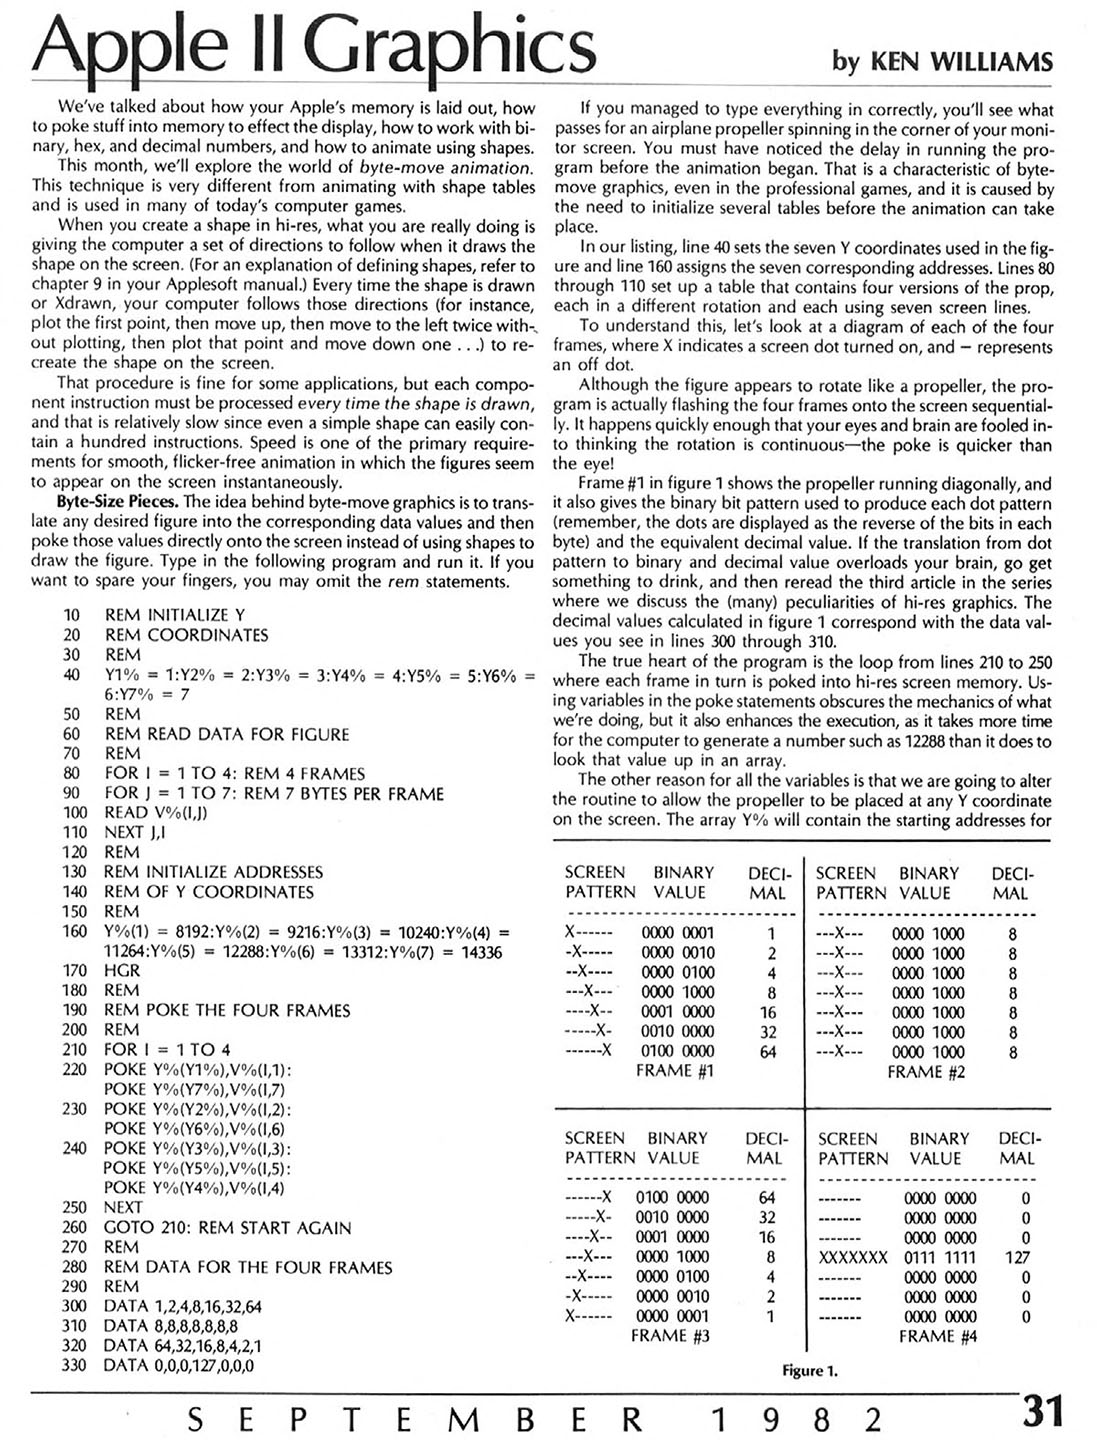 Apple II Graphics
by KEN WILLIAMS
We've talked about how your Apple's memory is laid out, how
to poke stuff into memory to effect the display, how to work with bi-
nary, hex, and decimal numbers, and how to animate using shapes.
This month, we'll explore the world of byte-move animation.
This technique is very different from animating with shape tables
and is used in many of today's computer games.
When you create a shape in hi-res, what you are really doing is
giving the computer a set of directions to follow when it draws the
shape on the screen. (For an explanation of defining shapes, refer to
chapter 9 in your Applesoft manual.) Every time the shape is drawn
or Xdrawn, your computer follows those directions (for instance,
plot the first point, then move up, then move to the left twice with-
out plotting, then plot that point and move down one . . .) to re-
create the shape on the screen.
That procedure is fine for some applications, but each compo-
nent instruction must be processed every time the shape is drawn,
and that is relatively slow since even a simple shape can easily con-
tain a hundred instructions. Speed is one of the primary require-
ments for smooth, flicker-free animation in which the figures seem
to appear on the screen instantaneously.
Byte-Size Pieces. The idea behind byte-move graphics is to trans-
late any desired figure into the corresponding data values and then
poke those values directly onto the screen instead of using shapes to
draw the figure. Type in the following program and run it. If you
want to spare your fingers, you may omit the rem statements.
10 REM INITIALIZE Y
20 REM COORDINATES
30 REM
40 Y1% = 1:Y2% = 2:Y3% = 3:Y4% = 4:Y5% = 5:Y6% =
6:Y7% = 7
50 REM
60 REM READ DATA FOR FIGURE
70 REM
80 FOR I = 1 TO 4: REM 4 FRAMES
90 FOR J = 1 TO 7: REM 7 BYTES PER FRAME
100 READ V%(I,J)
110 NEXT J,I
120 REM
130 REM INITIALIZE ADDRESSES
140 REM OF Y COORDINATES
150 REM
160 Y%(1) = 8192:Y%(2) = 9216:Y%(3) = 10240:Y%(4) =
11264:Y%(5) = 12288:Y%(6) = 13312:Y%(7) = 14336
170 HGR
180 REM
190 REM POKE THE FOUR FRAMES
200 REM
210 FOR I = 1 TO 4
220 POKE Y%(Y1%),V%(I,1):
POKE Y%(Y7%),V%(I,7)
230 POKE Y%(Y2%),V%(I,2):
POKE Y%(Y6%),V%(I,6)
240 POKE Y%(Y3%),V%(I,3):
POKE Y%(Y5%),V%(I,5):
POKE Y%(Y4%),V%(I,4)
250 NEXT
260 GOTO 210: REM START AGAIN
270 REM
280 REM DATA FOR THE FOUR FRAMES
290 REM
300 DATA 1,2,4,8,16,32,64
310 DATA 8,8,8,8,8,8,8
320 DATA 64,32,16,8,4,2,1
330 DATA 0,0,0,127,0,0,0
If you managed to type everything in correctly, you'll see what
passes for an airplane propeller spinning in the corner of your moni-
tor screen. You must have noticed the delay in running the pro-
gram before the animation began. That is a characteristic of byte-
move graphics, even in the professional games, and it is caused by
the need to initialize several tables before the animation can take
place.
In our listing, line 40 sets the seven Y coordinates used in the fig-
ure and line 160 assigns the seven corresponding addresses. Lines 80
through 110 set up a table that contains four versions of the prop,
each in a different rotation and each using seven screen lines.
To understand this, let's look at a diagram of each of the four
frames, where X indicates a screen dot turned on, and – represents
an off dot.
Although the figure appears to rotate like a propeller, the pro-
gram is actually flashing the four frames onto the screen sequential-
ly. It happens quickly enough that your eyes and brain are fooled in-
to thinking the rotation is continuous—the poke is quicker than
the eye!
Frame #1 in figure 1 shows the propeller running diagonally, and
it also gives the binary bit pattern used to produce each dot pattern
(remember, the dots are displayed as the reverse of the bits in each
byte) and the equivalent decimal value. If the translation from dot
pattern to binary and decimal value overloads your brain, go get
something to drink, and then reread the third article in the series
where we discuss the (many) peculiarities of hi-res graphics. The
decimal values calculated in figure 1 correspond with the data val-
ues you see in lines 300 through 310.
The true heart of the program is the loop from lines 210 to 250
where each frame in turn is poked into hi-res screen memory. Us-
ing variables in the poke statements obscures the mechanics of what
we're doing, but it also enhances the execution, as it takes more time
for the computer to generate a number such as 12288 than it does to
look that value up in an array.
The other reason for all the variables is that we are going to alter
the routine to allow the propeller to be placed at any Y coordinate
on the screen. The array Y% will contain the starting addresses for
SCREEN BINARY DECI-
PATTERN VALUE MAL
X------ 0000 0001 1
-X----- 0000 0010 2
--X---- 0000 0100 4
---X--- 0000 1000 8
----X-- 0001 0000 16
-----X- 0010 0000 32
------X 0100 0000 64
FRAME #1
SCREEN BINARY DECI-
PATTERN VALUE MAL
---X--- 0000 1000 8
---X--- 0000 1000 8
---X--- 0000 1000 8
---X--- 0000 1000 8
---X--- 0000 1000 8
---X--- 0000 1000 8
---X--- 0000 1000 8
FRAME #2
SCREEN BINARY DECI-
PATTERN VALUE MAL
------X 0100 0000 64
-----X- 0010 0000 32
----X-- 0001 0000 16
---X--- 0000 1000 8
--X---- 0000 0100 4
-X----- 0000 0010 2
X------ 0000 0001 1
FRAME #3
SCREEN BINARY DECI-
PATTERN VALUE MAL
------- 0000 0000 0
------- 0000 0000 0
------- 0000 0000 0
XXXXXXX 0111 1111 127
------- 0000 0000 0
------- 0000 0000 0
------- 0000 0000 0
FRAME #4
Figure 1.
SEPTEMBER 1982
31